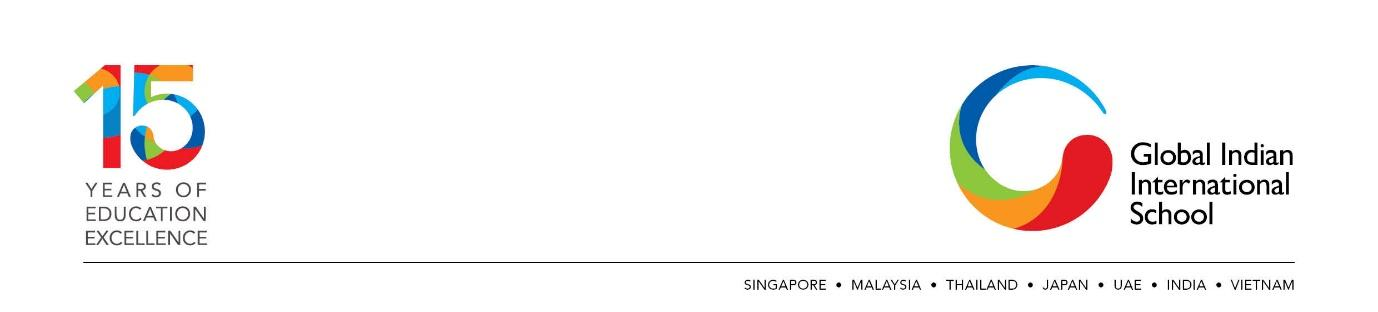 15
YEARS OF
EDUCATION
EXCELLENCE
Global Indian
International
School
SINGAPORE • MALAYSIA • THAILAND • JAPAN • UAE • INDIA • VIETNAM